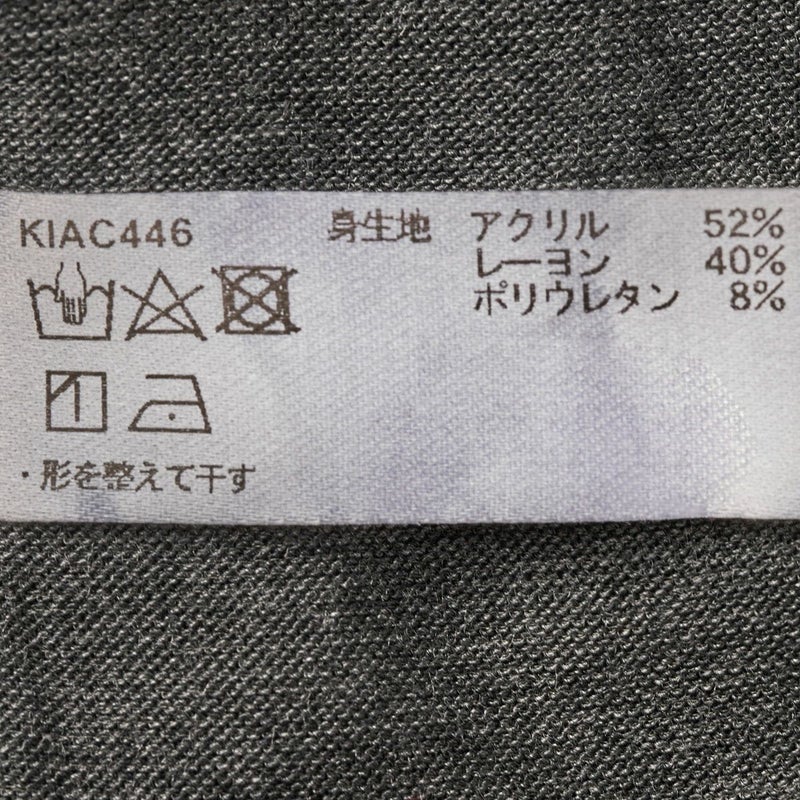 KIAC446
身生地 アクリル 52%
レーヨン 40%
ポリウレタン 8%
・形を整えて干す